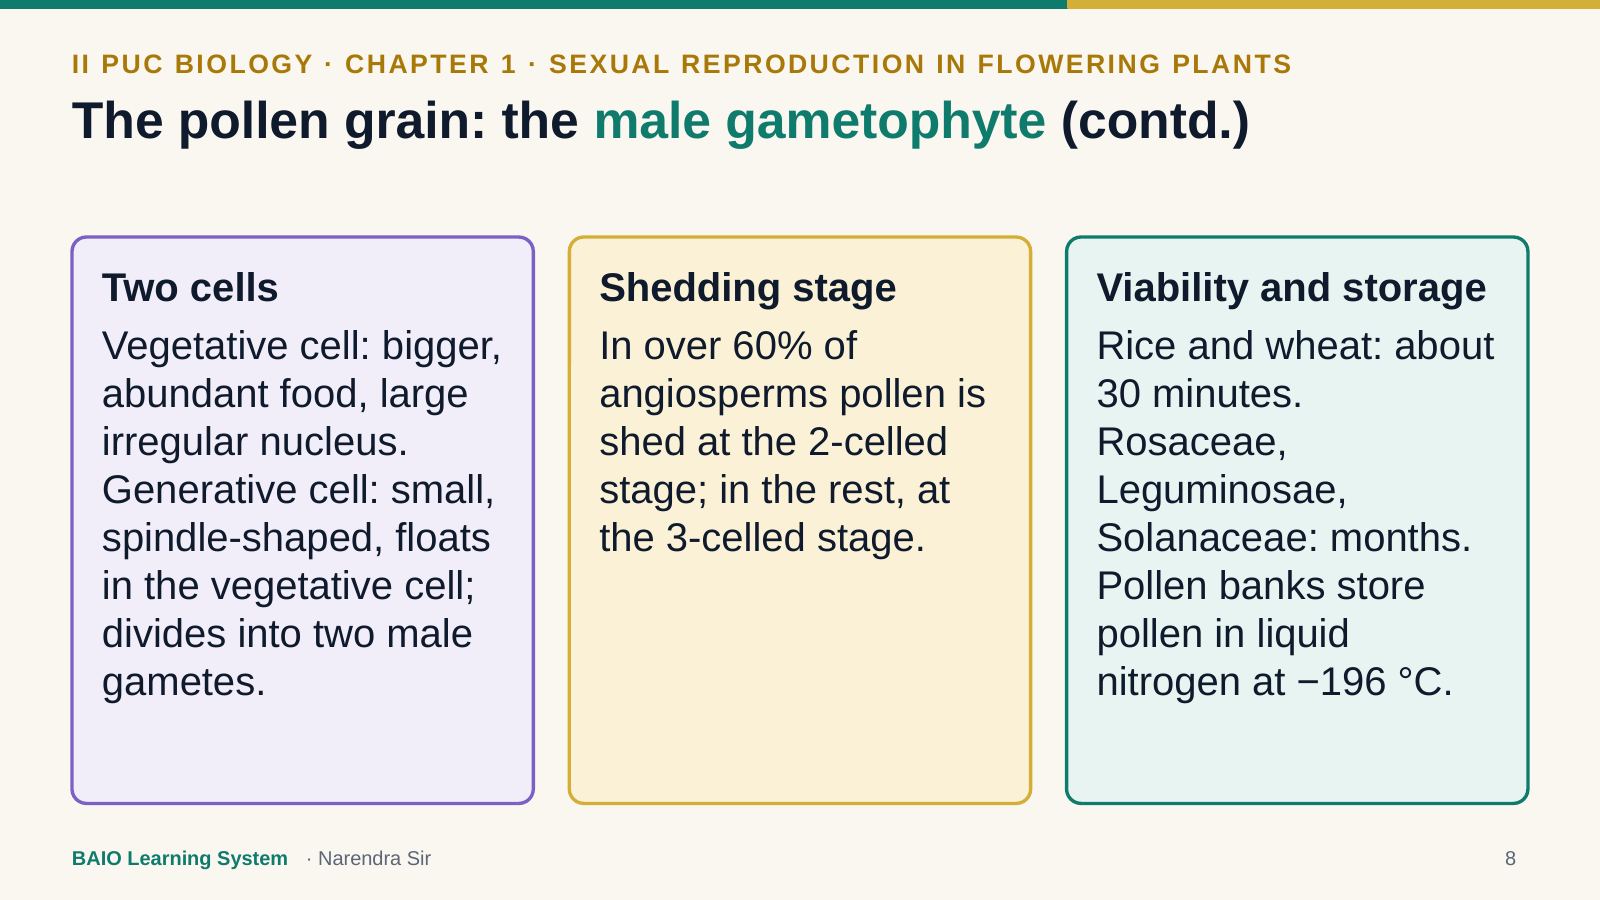 II PUC BIOLOGY · CHAPTER 1 · SEXUAL REPRODUCTION IN FLOWERING PLANTS
The pollen grain: the male gametophyte (contd.)
Two cells
Vegetative cell: bigger,
abundant food, large
irregular nucleus.
Generative cell: small,
spindle-shaped, floats
in the vegetative cell;
divides into two male
gametes.
Shedding stage
In over 60% of
angiosperms pollen is
shed at the 2-celled
stage; in the rest, at
the 3-celled stage.
Viability and storage
Rice and wheat: about
30 minutes.
Rosaceae,
Leguminosae,
Solanaceae: months.
Pollen banks store
pollen in liquid
nitrogen at −196 °C.
BAIO Learning System · Narendra Sir
8